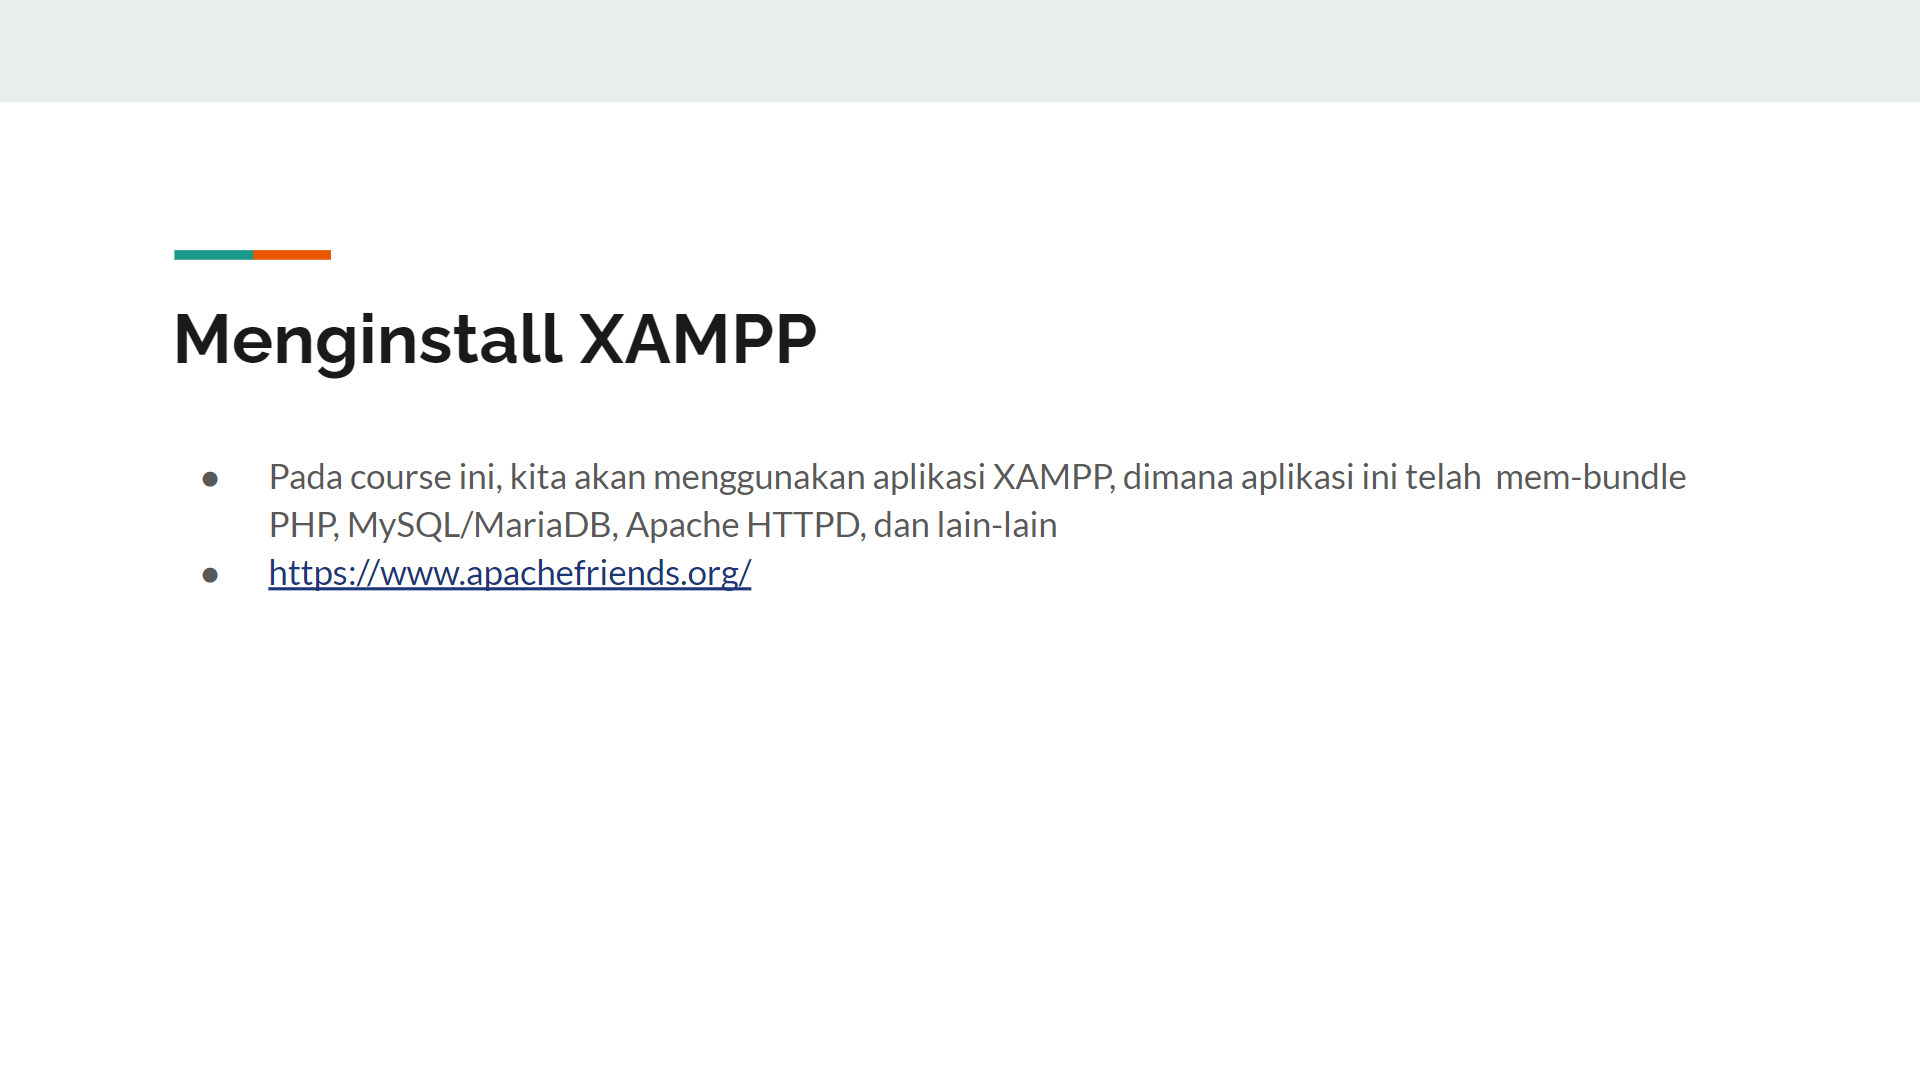 Menginstall XAMPP
● Pada course ini, kita akan menggunakan aplikasi XAMPP, dimana aplikasi ini telah  mem-bundle
PHP, MySQL/MariaDB, Apache HTTPD, dan lain-lain
● https://www.apachefriends.org/